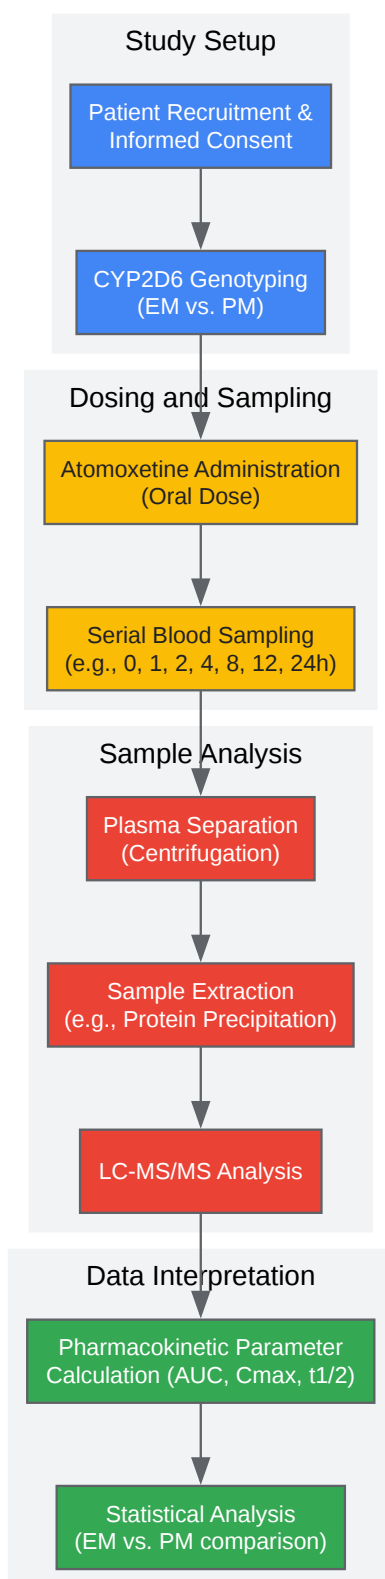 Study Setup
Patient Recruitment &
Informed Consent
CYP2D6 Genotyping
(EM vs. PM)
Dosing and Sampling
Atomoxetine Administration
(Oral Dose)
Serial Blood Sampling
(e.g., 0, 1, 2, 4, 8, 12, 24h)
Sample Analysis
Plasma Separation
(Centrifugation)
Sample Extraction
(e.g., Protein Precipitation)
LC-MS/MS Analysis
Data Interpretation
Pharmacokinetic Parameter
Calculation (AUC, Cmax, t1/2)
Statistical Analysis
(EM vs. PM comparison)